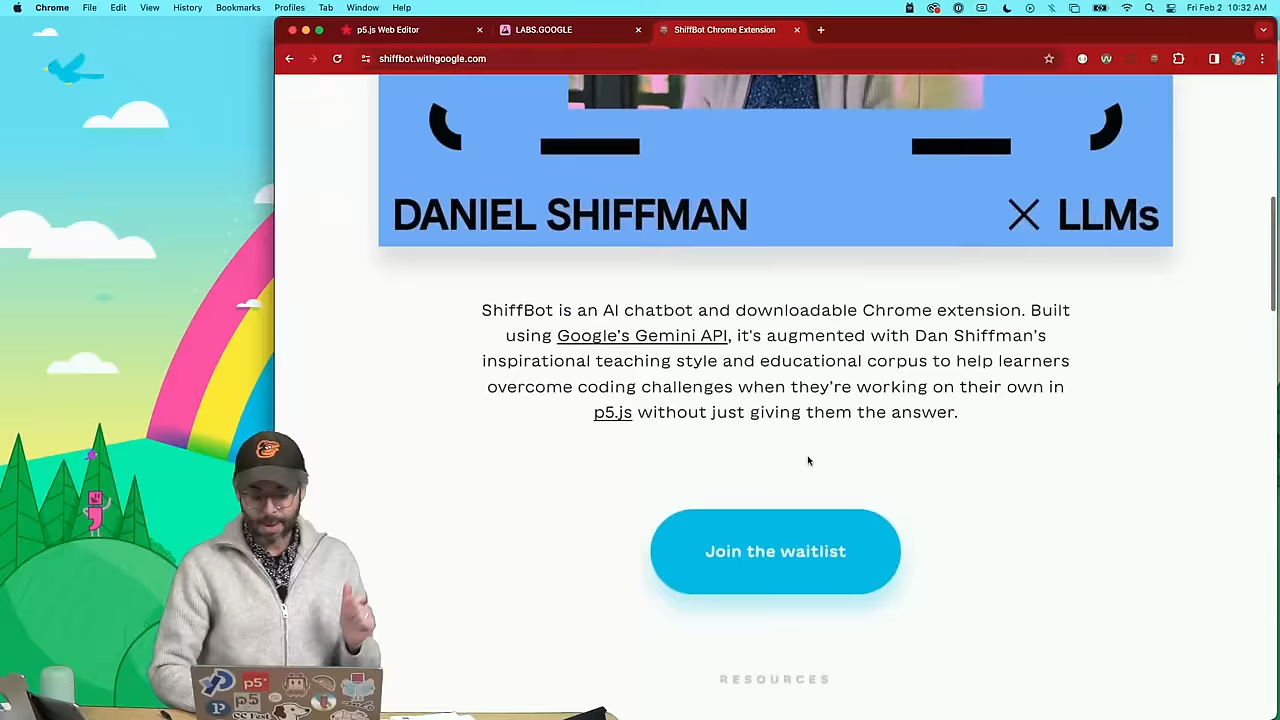 Chrome File Edit View History Bookmarks Profiles Tab Window Help
Fri Feb 2 10:32 AM
p5.js Web Editor
LABS.GOOGLE
ShiffBot Chrome Extension
shiffbot.withgoogle.com
DANIEL SHIFFMAN
LLMs
ShiffBot is an AI chatbot and downloadable Chrome extension. Built
using Google's Gemini API, it's augmented with Dan Shiffman's
inspirational teaching style and educational corpus to help learners
overcome coding challenges when they're working on their own in
p5.js without just giving them the answer.
Join the waitlist
RESOURCES
p5*
p5
CC Fest